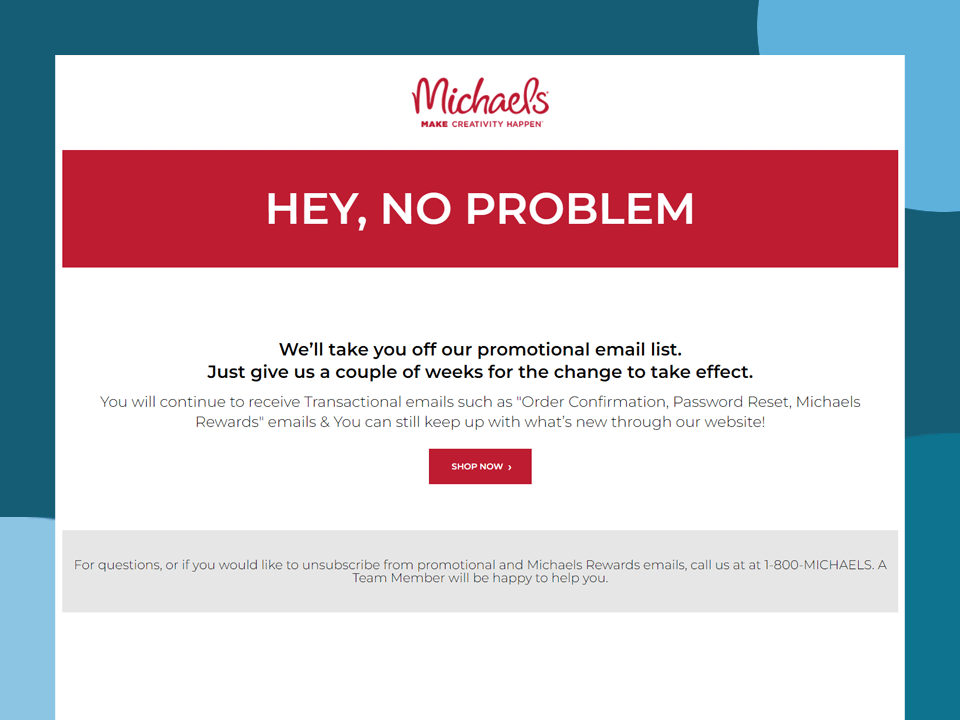 Michaels
MAKE CREATIVITY HAPPEN
HEY, NO PROBLEM
We’ll take you off our promotional email list.
Just give us a couple of weeks for the change to take effect.
You will continue to receive Transactional emails such as "Order Confirmation, Password Reset, Michaels
Rewards" emails & You can still keep up with what’s new through our website!
SHOP NOW ›
For questions, or if you would like to unsubscribe from promotional and Michaels Rewards emails, call us at at 1-800-MICHAELS. A
Team Member will be happy to help you.